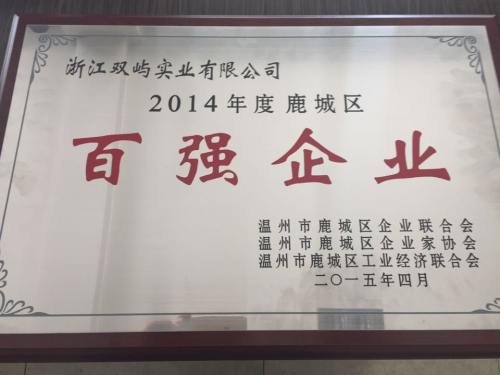 浙江双屿实业有限公司
2014年度鹿城区
百强企业
温州市鹿城区企业联合会
温州市鹿城区企业家协会
温州市鹿城区工业经济联合会
二〇一五年四月